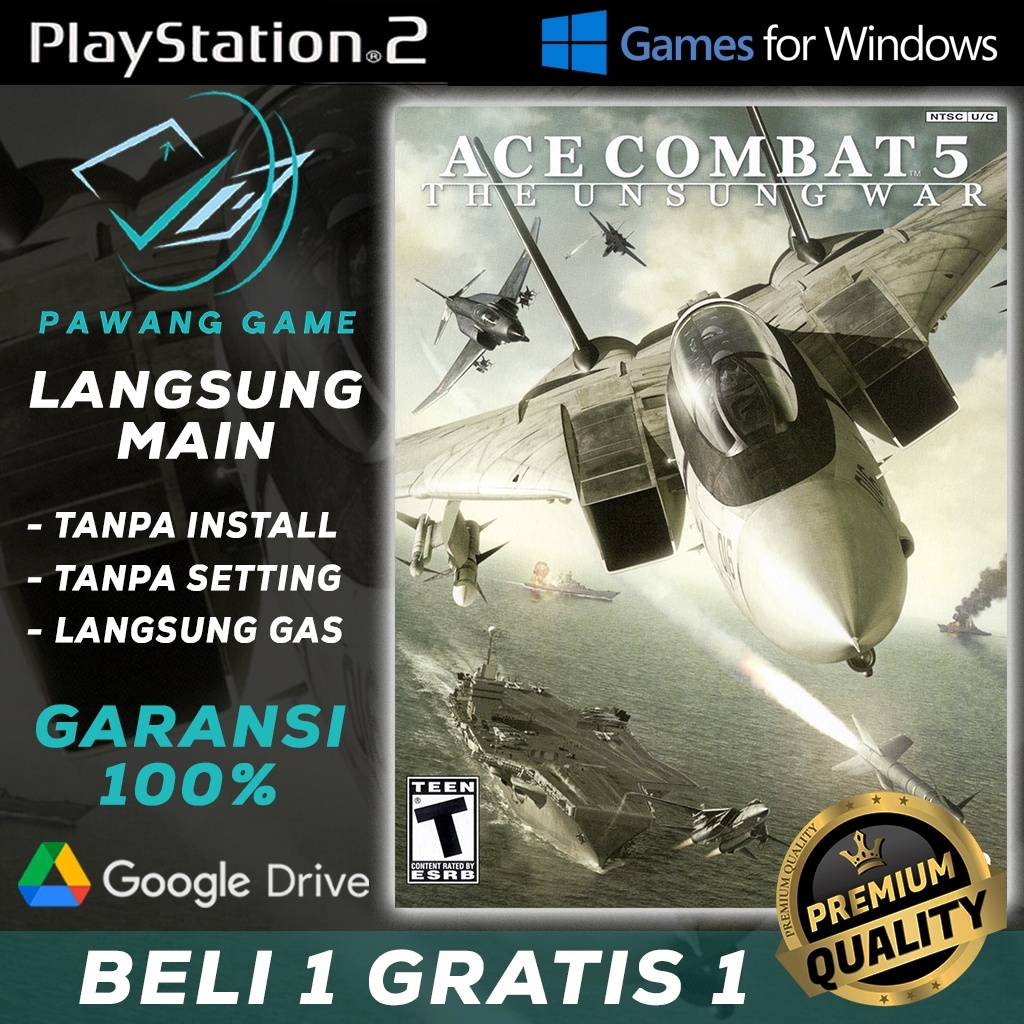 PlayStation®2
Games for Windows
PAWANG GAME
LANGSUNG
MAIN
- TANPA INSTALL
- TANPA SETTING
- LANGSUNG GAS
GARANSI
100%
Google Drive
NTSC U/C
ACE COMBAT 5
TM
THE UNSUNG WAR
TEEN
T
®
CONTENT RATED BY
ESRB
PREMIUM QUALITY
PREMIUM
QUALITY
BELI 1 GRATIS 1